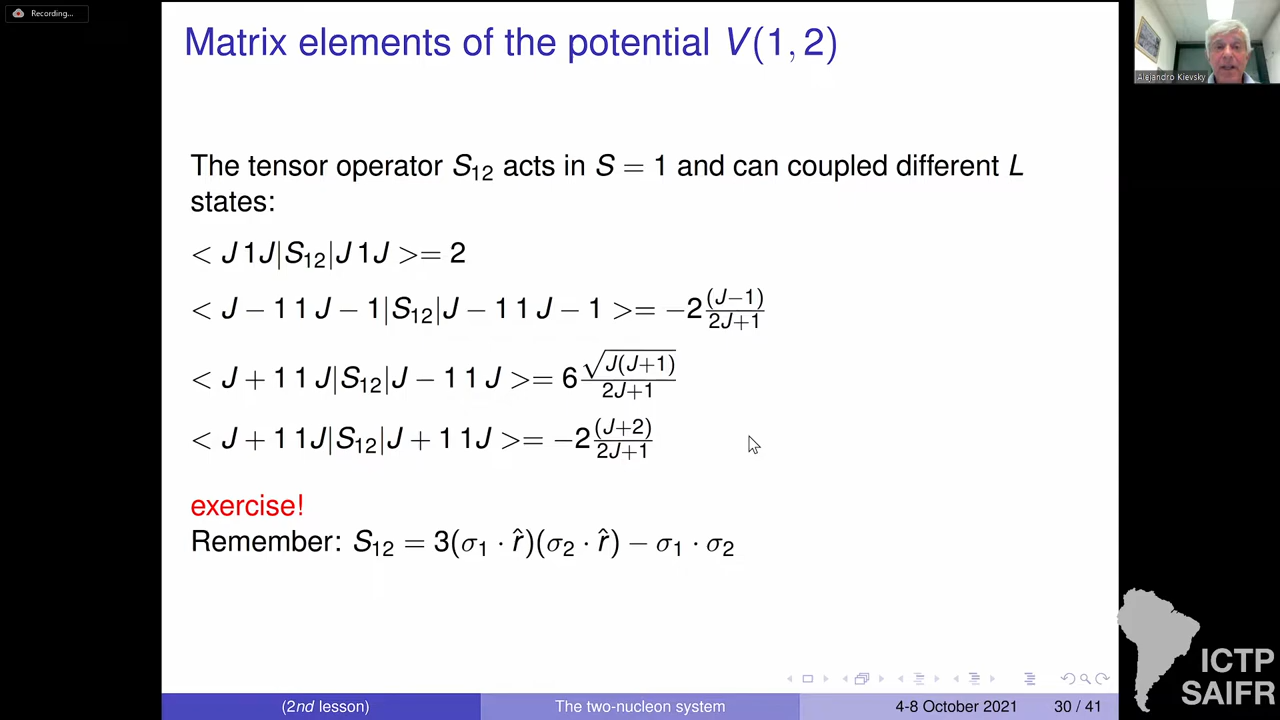 Recording...
Matrix elements of the potential V(1, 2)
Alejandro Kievsky
The tensor operator S₁₂ acts in S = 1 and can coupled different L
states:
< J 1 J|S₁₂|J 1 J >= 2
< J − 1 1 J − 1|S₁₂|J − 1 1 J − 1 >= −2 (J−1)/2J+1
< J + 1 1 J|S₁₂|J − 1 1 J >= 6 √J(J+1)/2J+1
< J + 1 1J|S₁₂|J + 1 1J >= −2 (J+2)/2J+1
exercise!
Remember: S₁₂ = 3(σ₁ · r̂)(σ₂ · r̂) − σ₁ · σ₂
ICTP
SAIFR
(2nd lesson) The two-nucleon system 4-8 October 2021 30 / 41